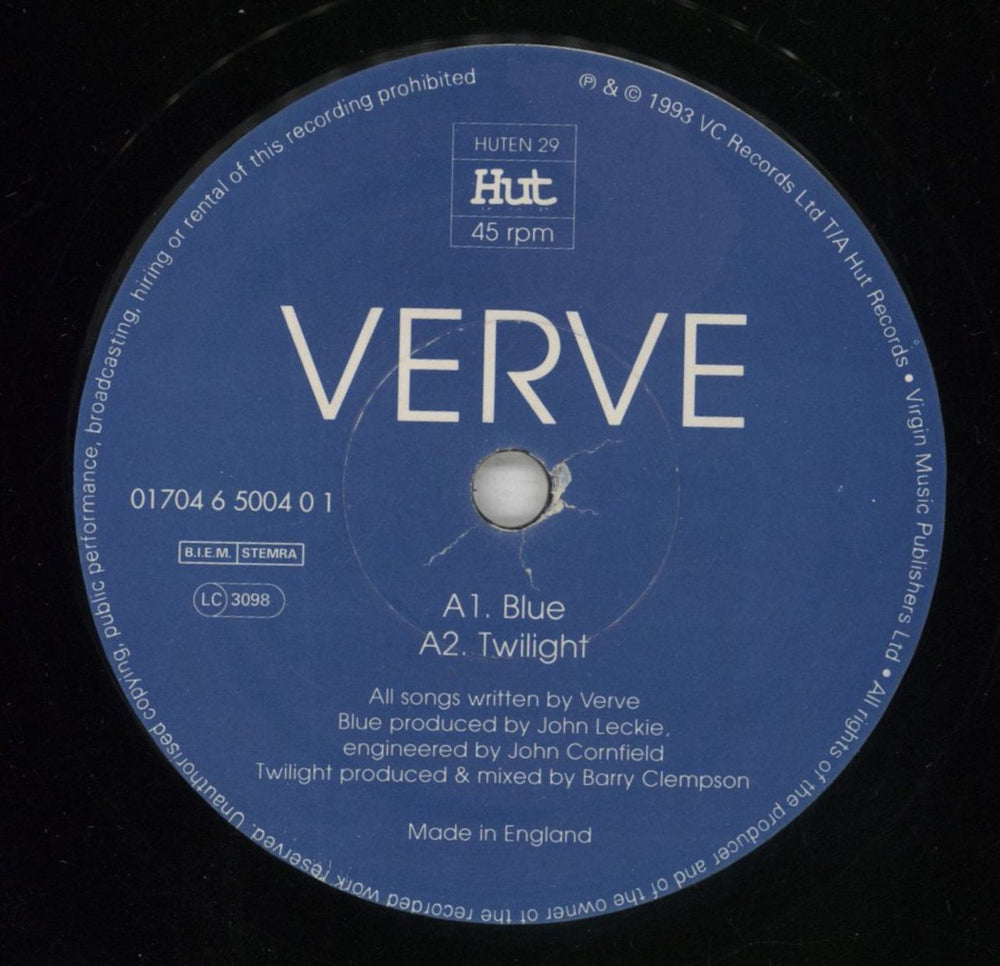 HUTEN 29
Hut
45 rpm
VERVE
01704 6 5004 0 1
B.I.E.M. STEMRA
LC 3098
A1. Blue
A2. Twilight
All songs written by Verve
Blue produced by John Leckie,
engineered by John Cornfield
Twilight produced & mixed by Barry Clempson
Made in England
℗ & © 1993 VC Records Ltd T/A Hut Records • Virgin Music Publishers Ltd • All rights of the producer and of the owner of the recorded work reserved. Unauthorised copying, public performance, broadcasting, hiring or rental of this recording prohibited